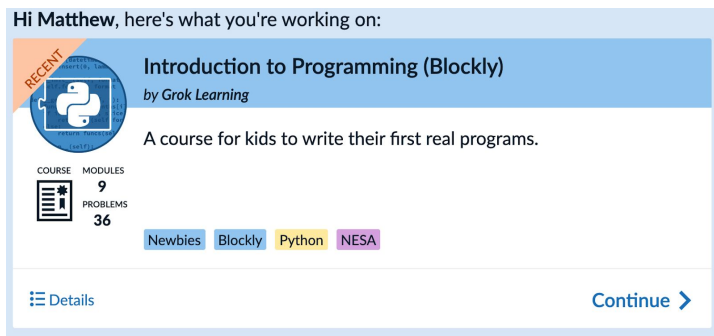 Hi Matthew, here's what you're working on:
RECENT
Introduction to Programming (Blockly)
by Grok Learning
A course for kids to write their first real programs.
COURSE MODULES
9
PROBLEMS
36
Newbies Blockly Python NESA
Details Continue